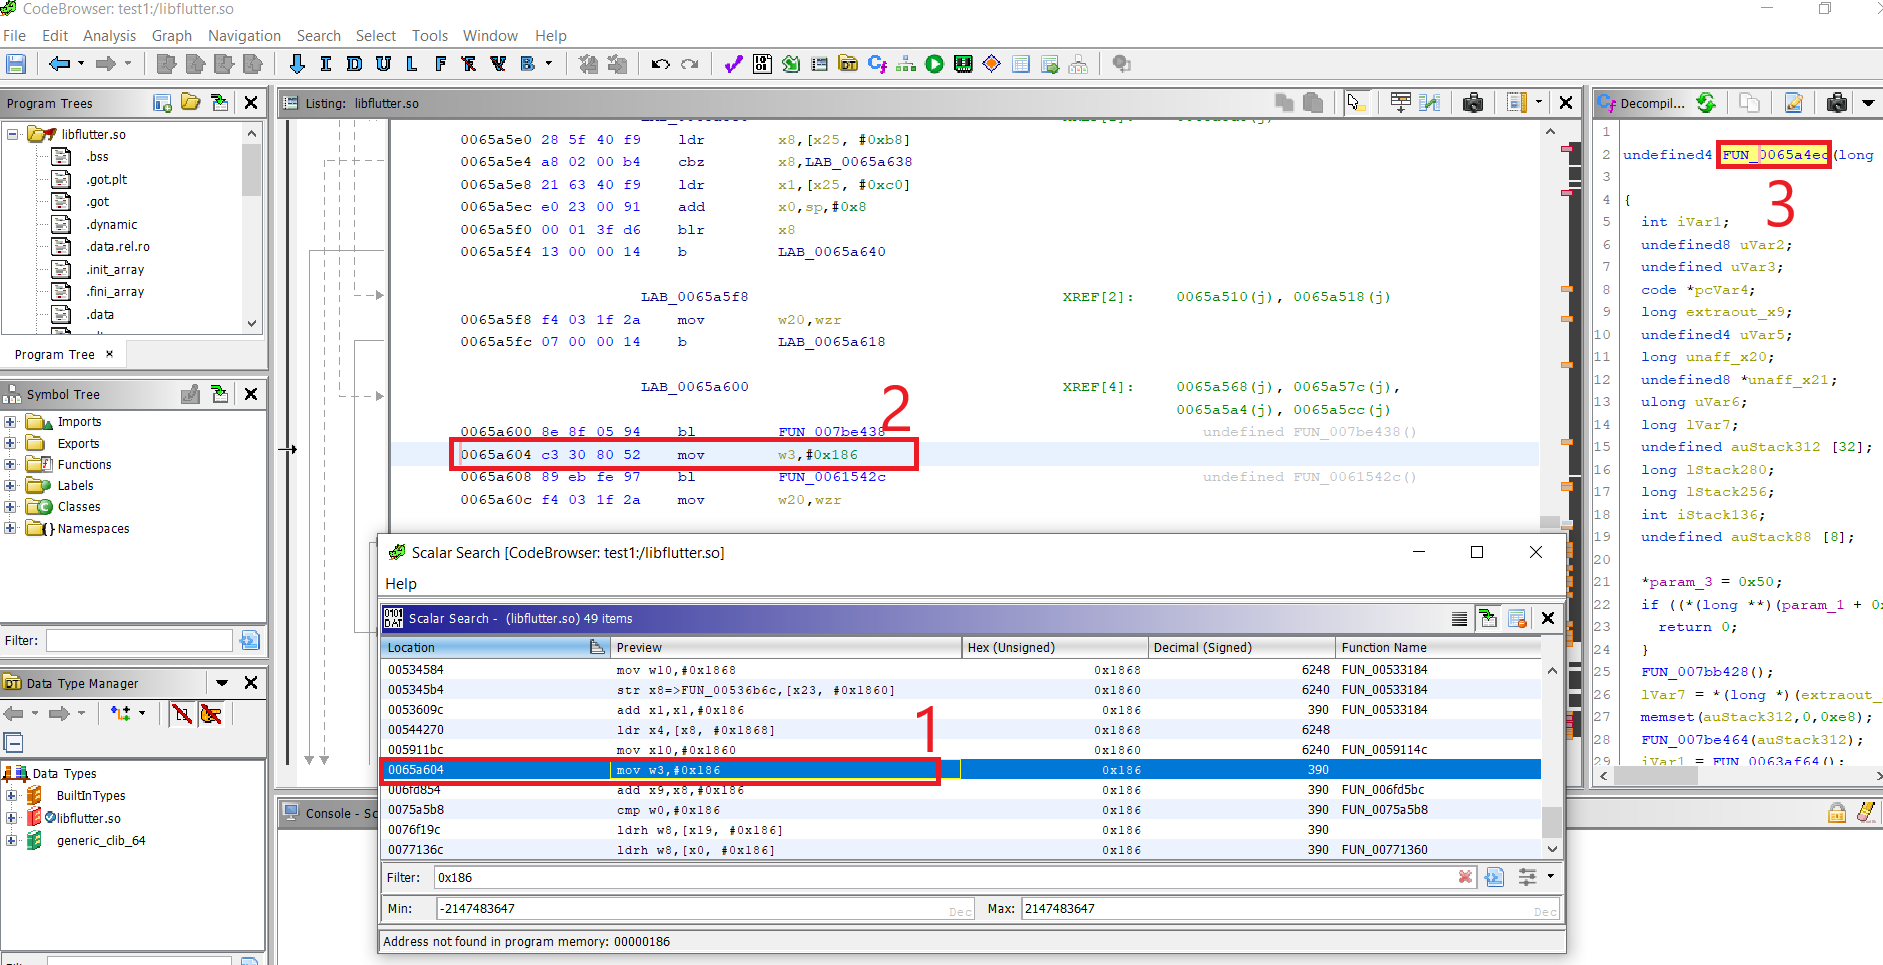 CodeBrowser: test1:/libflutter.so
File Edit Analysis Graph Navigation Search Select Tools Window Help
I D U L F
B
Program Trees
libflutter.so
.bss
.got.plt
.got
.dynamic
.data.rel.ro
.init_array
.fini_array
.data
Program Tree ×
Symbol Tree
Imports
Exports
Functions
Labels
Classes
Namespaces
Filter:
Data Type Manager
Data Types
BuiltInTypes
libflutter.so
generic_clib_64
Listing: libflutter.so
0065a5e0 28 5f 40 f9 ldr x8,[x25, #0xb8]
0065a5e4 a8 02 00 b4 cbz x8,LAB_0065a638
0065a5e8 21 63 40 f9 ldr x1,[x25, #0xc0]
0065a5ec e0 23 00 91 add x0,sp,#0x8
0065a5f0 00 01 3f d6 blr x8
0065a5f4 13 00 00 14 b LAB_0065a640
LAB_0065a5f8 XREF[2]: 0065a510(j), 0065a518(j)
0065a5f8 f4 03 1f 2a mov w20,wzr
0065a5fc 07 00 00 14 b LAB_0065a618
LAB_0065a600 XREF[4]: 0065a568(j), 0065a57c(j),
0065a5a4(j), 0065a5cc(j)
2
0065a600 8e 8f 05 94 bl FUN_007be438 undefined FUN_007be438()
0065a604 c3 30 80 52 mov w3,#0x186
0065a608 89 eb fe 97 bl FUN_0061542c undefined FUN_0061542c()
0065a60c f4 03 1f 2a mov w20,wzr
Decompil...
1
2 undefined4 FUN_0065a4ec(long
3
3
4 {
5 int iVar1;
6 undefined8 uVar2;
7 undefined uVar3;
8 code *pcVar4;
9 long extraout_x9;
10 undefined4 uVar5;
11 long unaff_x20;
12 undefined8 *unaff_x21;
13 ulong uVar6;
14 long lVar7;
15 undefined auStack312 [32];
16 long lStack280;
17 long lStack256;
18 int iStack136;
19 undefined auStack88 [8];
20
21 *param_3 = 0x50;
22 if ((*(long **)(param_1 + 0x
23 return 0;
24 }
25 FUN_007bb428();
26 lVar7 = *(long *)(extraout_
27 memset(auStack312,0,0xe8);
28 FUN_007be464(auStack312);
29 iVar1 = FUN_0063af64();
Console - Sc
Scalar Search [CodeBrowser: test1:/libflutter.so]
Help
Scalar Search - (libflutter.so) 49 items
Location Preview Hex (Unsigned) Decimal (Signed) Function Name
00534584 mov w10,#0x1868 0x1868 6248 FUN_00533184
005345b4 str x8=>FUN_00536b6c,[x23, #0x1860] 0x1860 6240 FUN_00533184
0053609c add x1,x1,#0x186 0x186 390 FUN_00533184
00544270 ldr x4,[x8, #0x1868] 0x1868 6248
005911bc mov x10,#0x1860 0x1860 6240 FUN_0059114c
1
0065a604 mov w3,#0x186 0x186 390
006fd854 add x9,x8,#0x186 0x186 390 FUN_006fd5bc
0075a5b8 cmp w0,#0x186 0x186 390 FUN_0075a5b8
0076f19c ldrh w8,[x19, #0x186] 0x186 390
0077136c ldrh w8,[x0, #0x186] 0x186 390 FUN_00771360
Filter: 0x186
Min: -2147483647 Dec Max: 2147483647 Dec
Address not found in program memory: 00000186